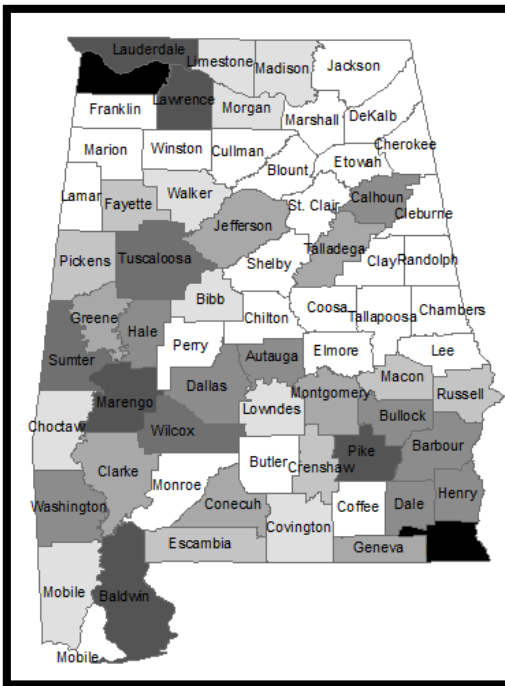 Lauderdale
Limestone
Madison
Jackson
Franklin
Lawrence
Morgan
Marshall
DeKalb
Marion
Winston
Cullman
Blount
Etowah
Cherokee
Lamar
Fayette
Walker
Jefferson
St. Clair
Calhoun
Cleburne
Pickens
Tuscaloosa
Shelby
Talladega
Clay
Randolph
Greene
Hale
Bibb
Chilton
Coosa
Tallapoosa
Chambers
Sumter
Perry
Autauga
Elmore
Lee
Marengo
Dallas
Lowndes
Montgomery
Macon
Russell
Choctaw
Wilcox
Bullock
Clarke
Monroe
Butler
Crenshaw
Pike
Barbour
Washington
Conecuh
Covington
Coffee
Dale
Henry
Escambia
Geneva
Mobile
Baldwin
Mobile